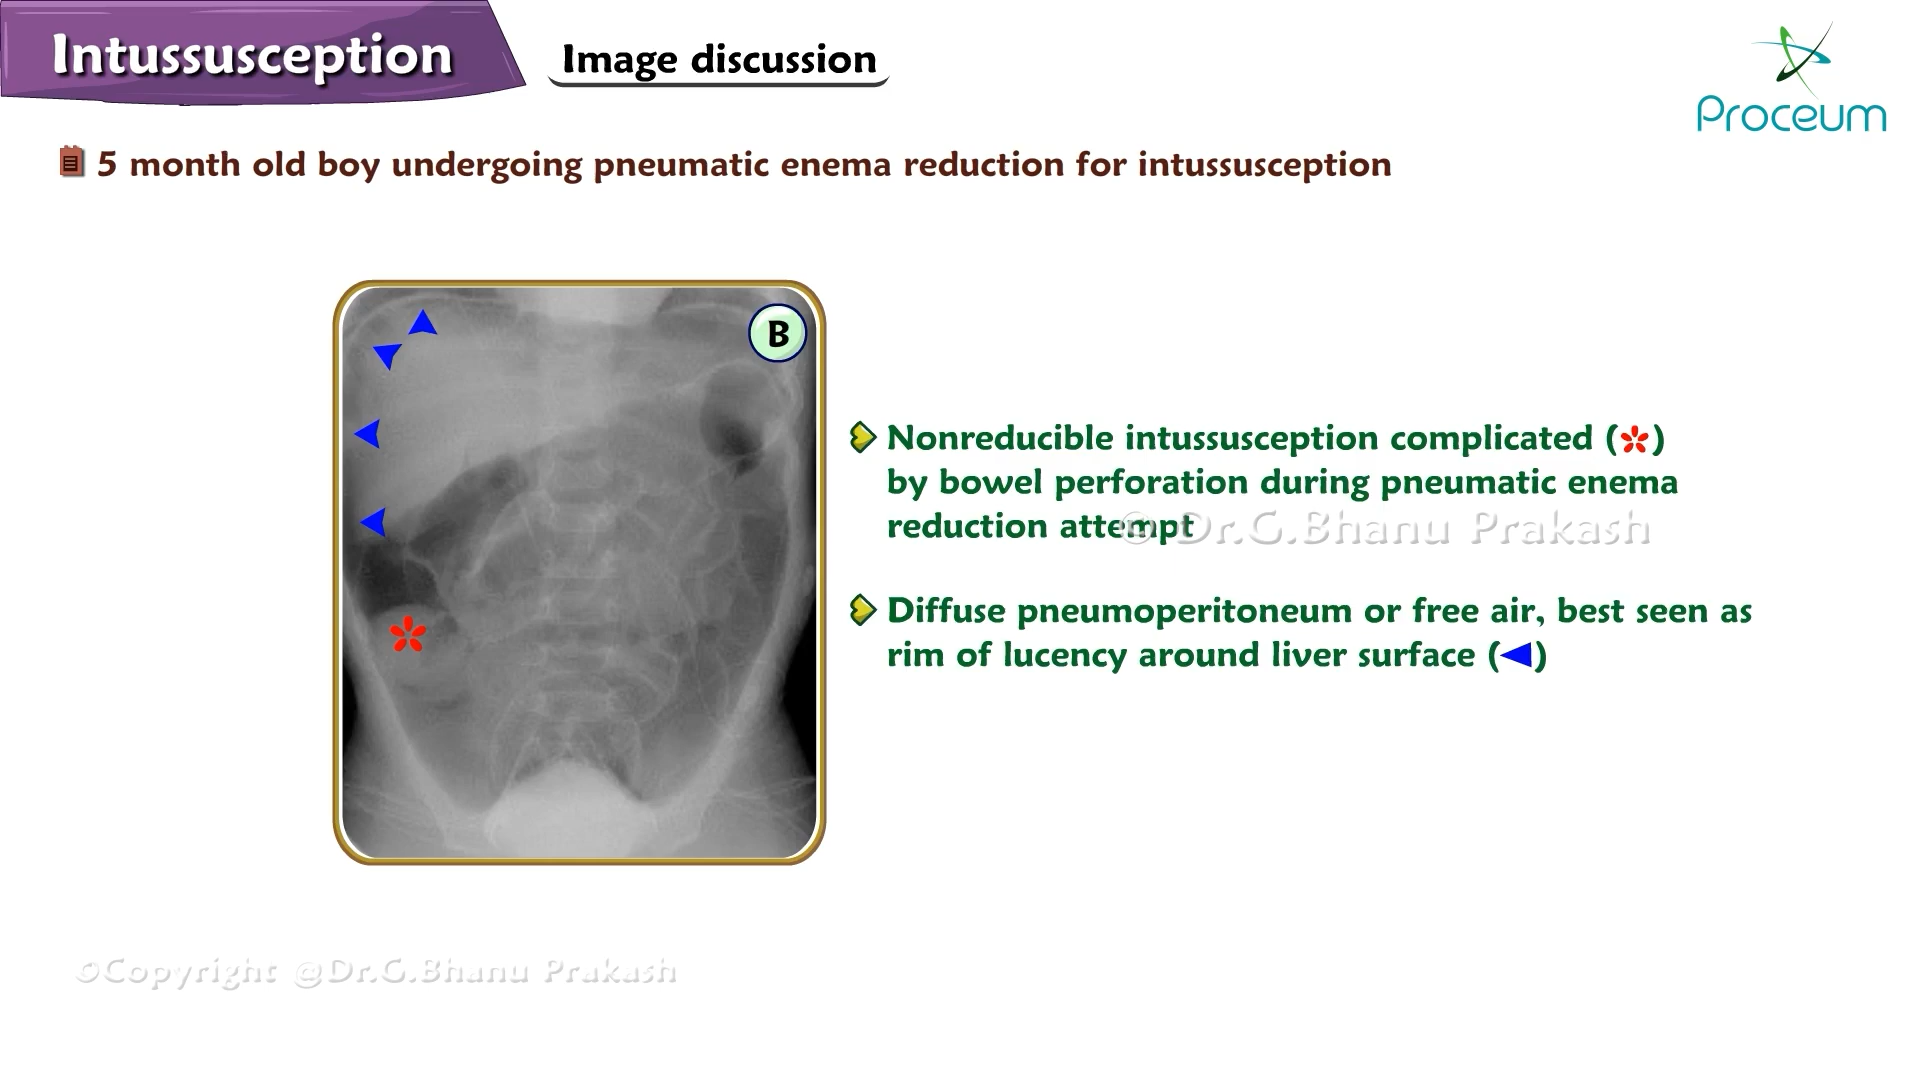 Intussusception
Image discussion
Proceum
5 month old boy undergoing pneumatic enema reduction for intussusception
B
Nonreducible intussusception complicated (*)
by bowel perforation during pneumatic enema
reduction attempt
© Dr.G.Bhanu Prakash
Diffuse pneumoperitoneum or free air, best seen as
rim of lucency around liver surface (◀)
©Copyright @Dr.G.Bhanu Prakash